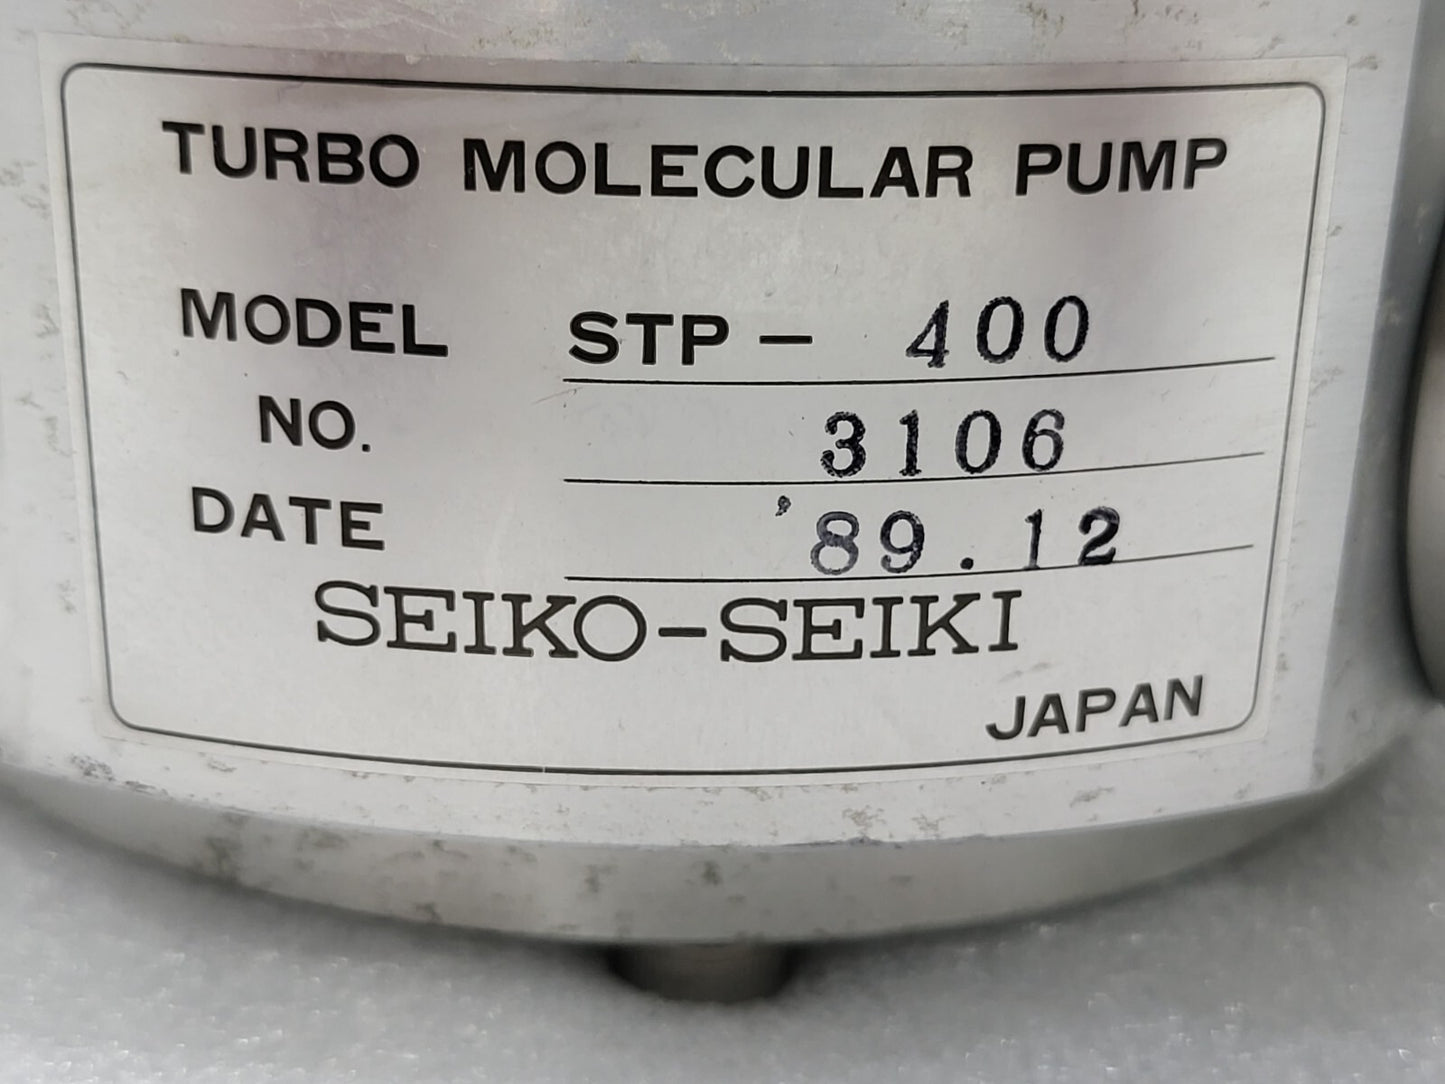 TURBO MOLECULAR PUMP
MODEL STP - 400
NO. 3106
DATE '89.12
SEIKO-SEIKI
JAPAN